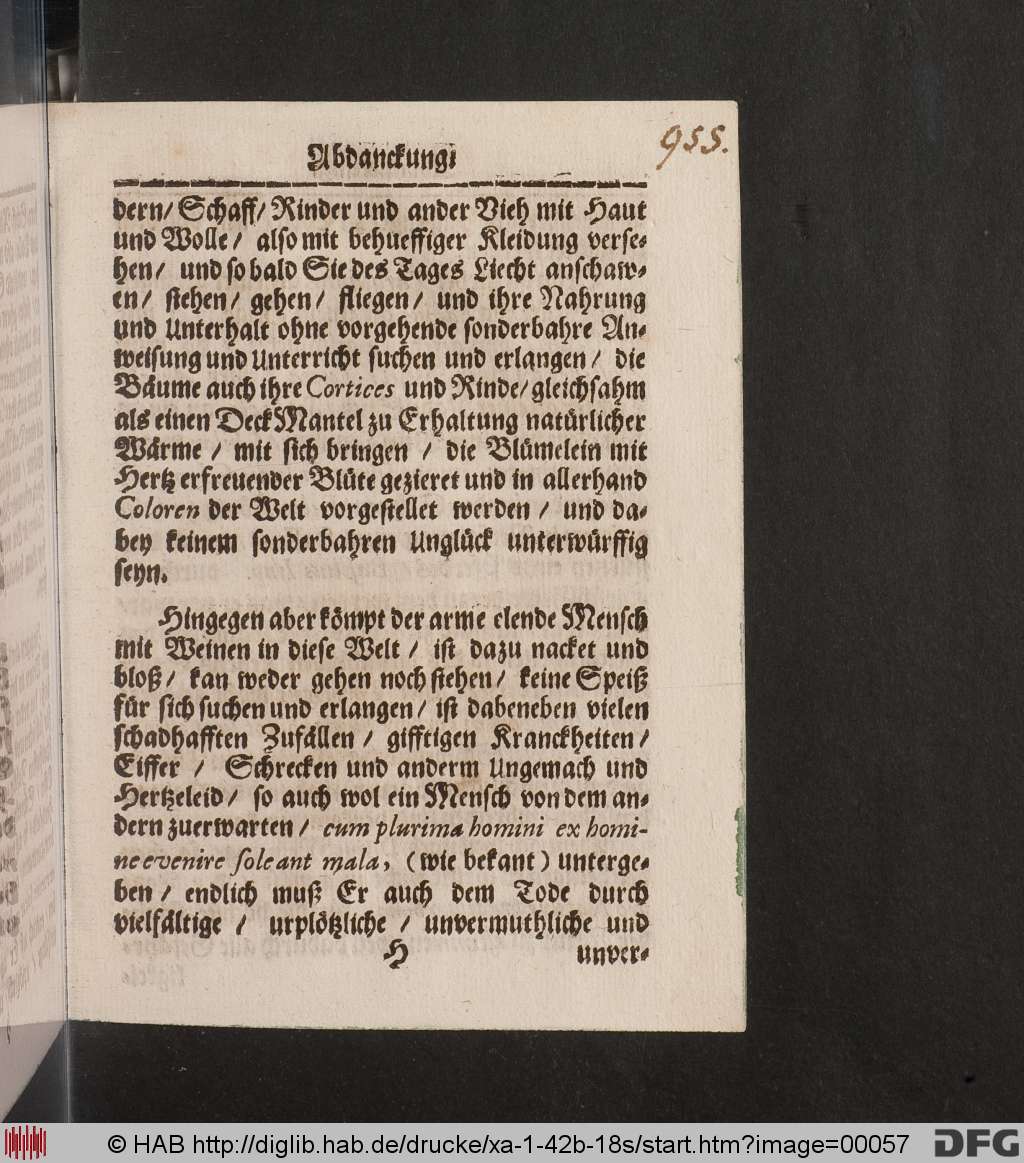 955.
Abdanckung.
dern/ Schaff/ Rinder und ander Vieh mit Haut
und Wolle/ also mit behueffiger Kleidung verse-
hen/ und so bald Sie des Tages Liecht anschaw-
en/ stehen/ gehen/ fliegen/ und ihre Nahrung
und Unterhalt ohne vorgehende sonderbahre An-
weisung und Unterricht suchen und erlangen/ die
Bäume auch ihre Cortices und Rinde/ gleichsahm
als einen DeckMantel zu Erhaltung natürlicher
Wärme / mit sich bringen / die Blümelein mit
Hertz erfreuender Blüte gezieret und in allerhand
Coloren der Welt vorgestellet werden / und da-
bey keinem sonderbahren Unglück unterwürffig
seyn.
Hingegen aber kömpt der arme elende Mensch
mit Weinen in diese Welt / ist dazu nacket und
bloß/ kan weder gehen noch stehen/ keine Speiß
für sich suchen und erlangen/ ist dabeneben vielen
schadhafften Zufällen / gifftigen Kranckheiten /
Eiffer / Schrecken und anderm Ungemach und
Hertzeleid/ so auch wol ein Mensch von dem an-
dern zuerwarten/ cum plurima homini ex homi-
ne evenire soleant mala, (wie bekant) unterge-
ben/ endlich muß Er auch dem Tode durch
vielfältige / urplötzliche / unvermuthliche und
H unver-
© HAB http://diglib.hab.de/drucke/xa-1-42b-18s/start.htm?image=00057
DFG